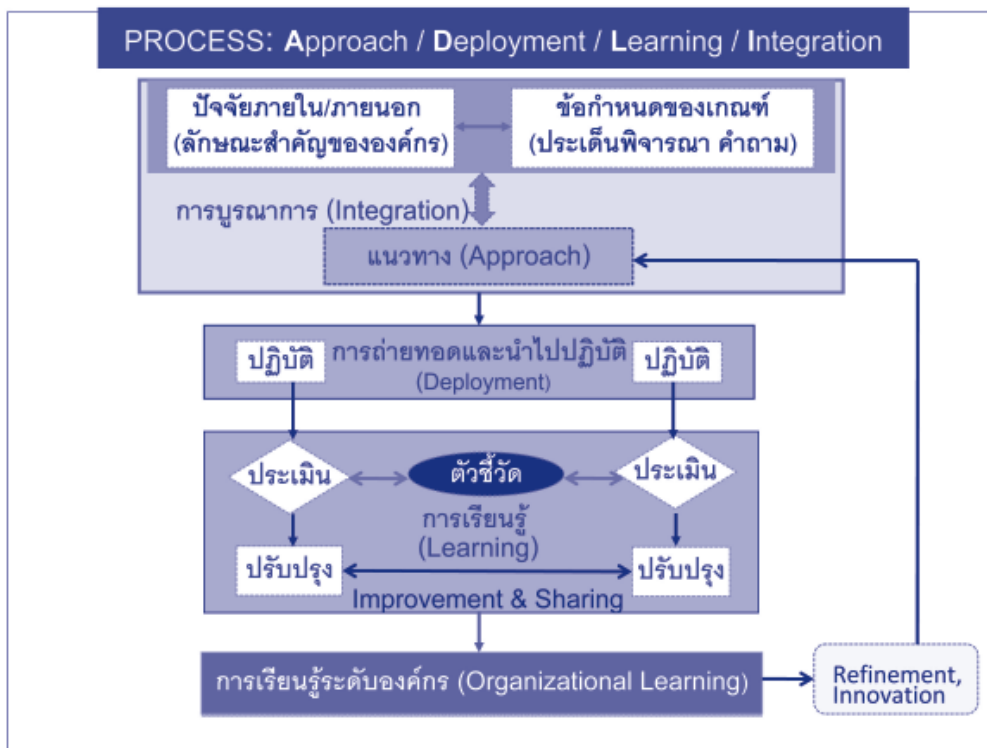 PROCESS: Approach / Deployment / Learning / Integration
ปัจจัยภายใน/ภายนอก
(ลักษณะสำคัญขององค์กร)
ข้อกำหนดของเกณฑ์
(ประเด็นพิจารณา คำถาม)
การบูรณาการ (Integration)
แนวทาง (Approach)
ปฏิบัติ
การถ่ายทอดและนำไปปฏิบัติ
(Deployment)
ปฏิบัติ
ประเมิน
ตัวชี้วัด
ประเมิน
การเรียนรู้
(Learning)
ปรับปรุง
ปรับปรุง
Improvement & Sharing
การเรียนรู้ระดับองค์กร (Organizational Learning)
Refinement,
Innovation